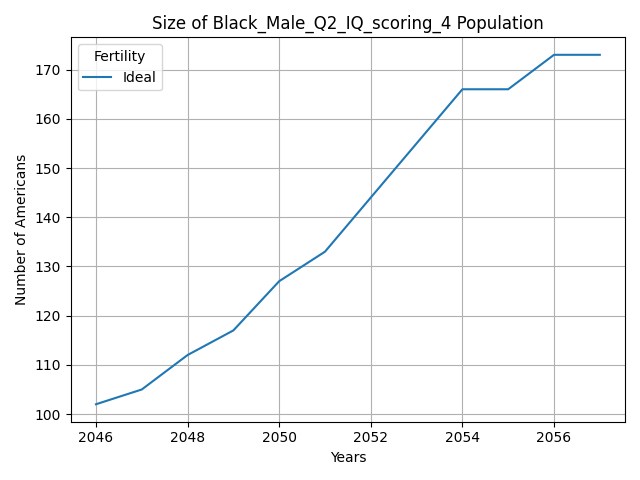 Size of Black_Male_Q2_IQ_scoring_4 Population
Fertility
Ideal
Number of Americans
170
160
150
140
130
120
110
100
2046
2048
2050
2052
2054
2056
Years